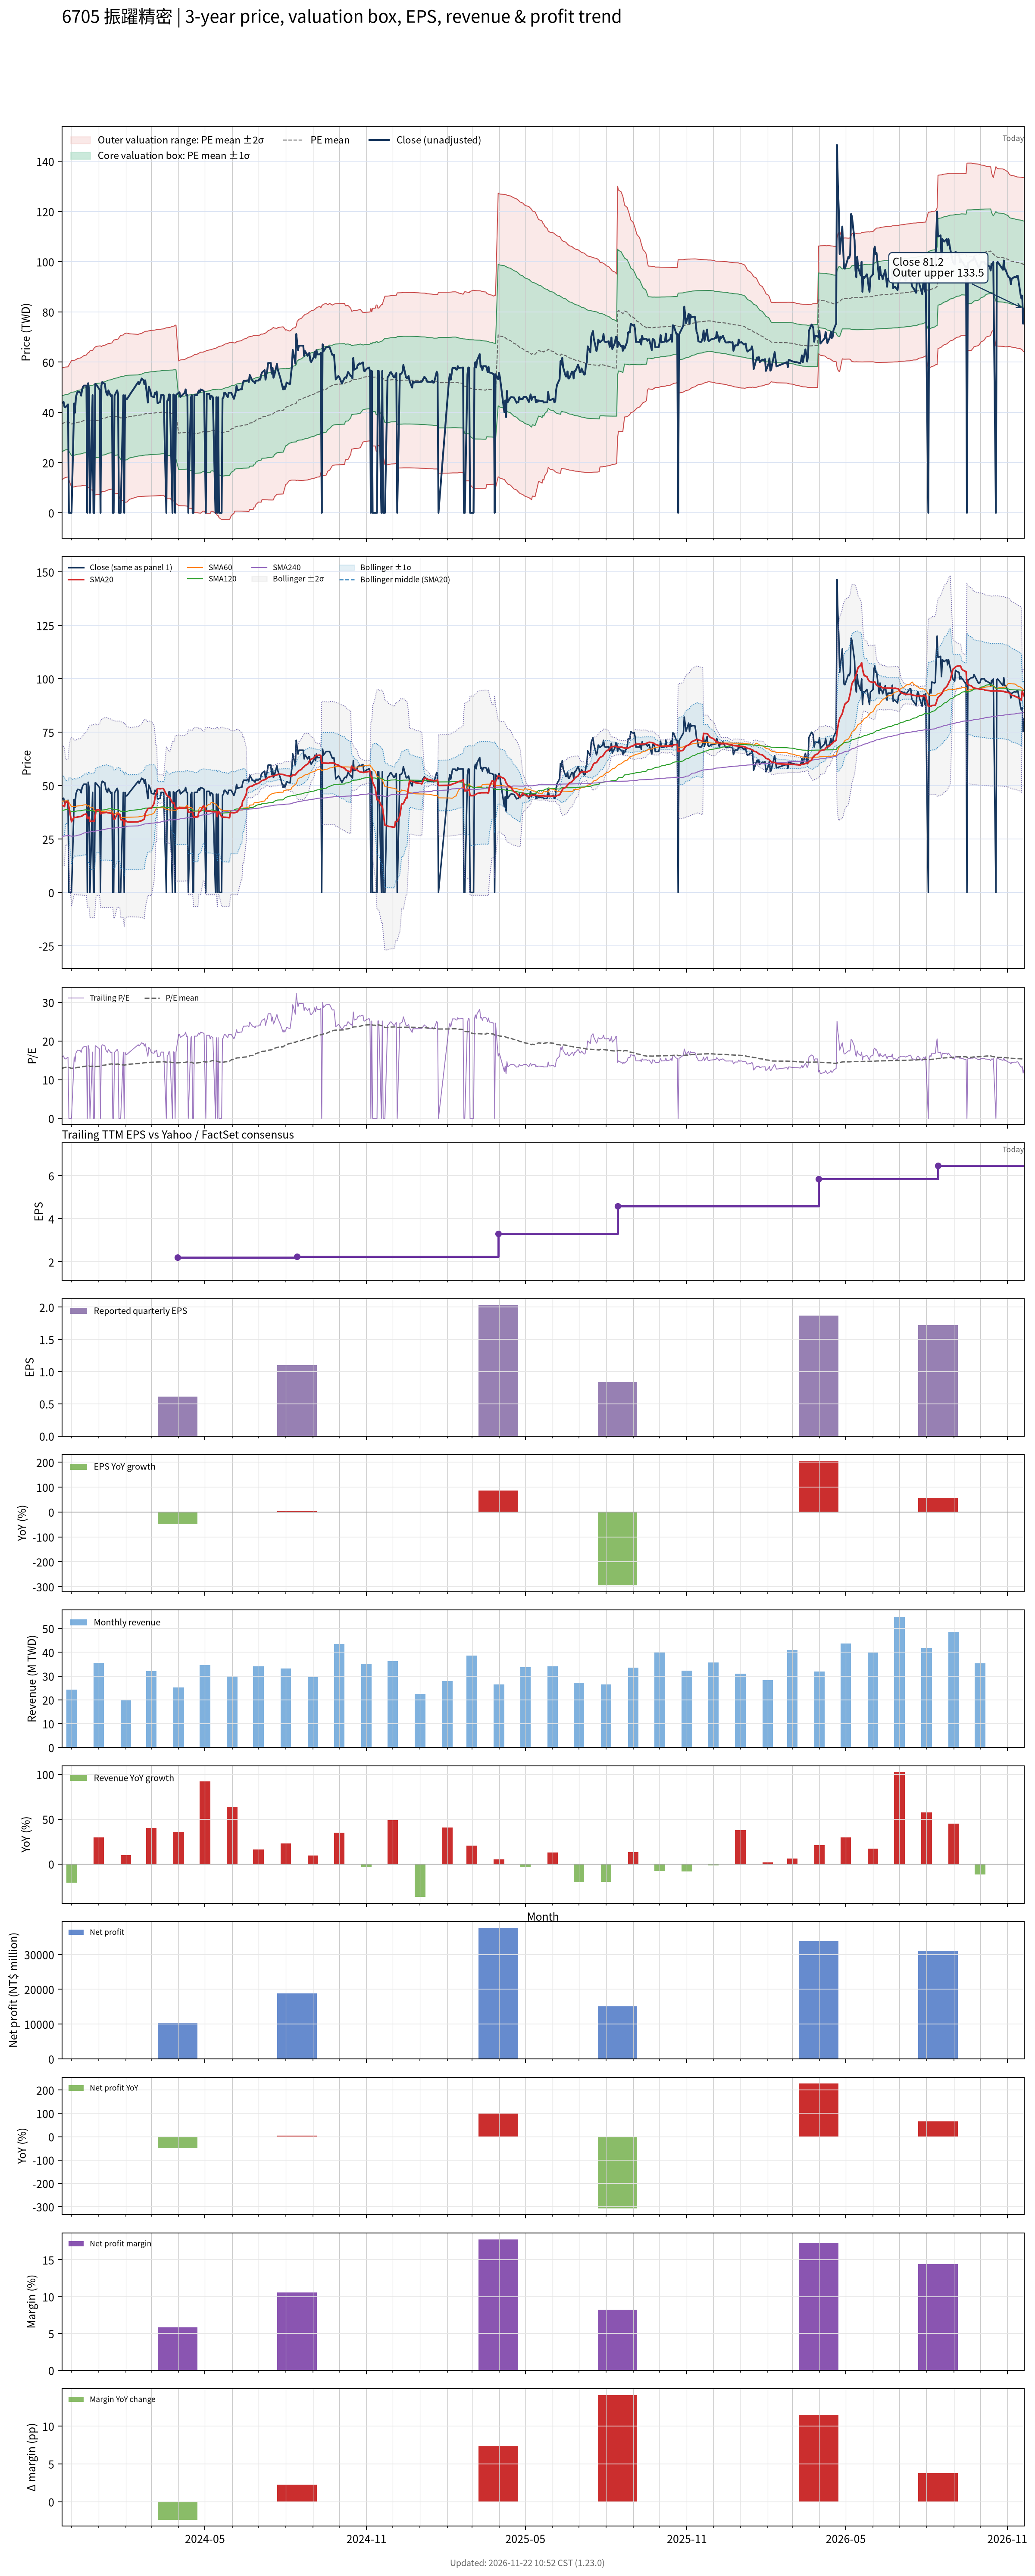 6705 振躍精密 | 3-year price, valuation box, EPS, revenue & profit trend
Outer valuation range: PE mean ±2σ
Core valuation box: PE mean ±1σ
PE mean
Close (unadjusted)
Today
Close 81.2
Outer upper 133.5
Price (TWD)
140
120
100
80
60
40
20
0
Close (same as panel 1)
SMA20
SMA60
SMA120
SMA240
Bollinger ±2σ
Bollinger ±1σ
Bollinger middle (SMA20)
Price
150
125
100
75
50
25
0
-25
Trailing P/E
P/E mean
P/E
30
20
10
0
Trailing TTM EPS vs Yahoo / FactSet consensus
Today
EPS
6
4
2
Reported quarterly EPS
EPS
2.0
1.5
1.0
0.5
0.0
EPS YoY growth
YoY (%)
200
100
0
-100
-200
-300
Monthly revenue
Revenue (M TWD)
50
40
30
20
10
0
Revenue YoY growth
YoY (%)
100
50
0
Month
Net profit
Net profit (NT$ million)
30000
20000
10000
0
Net profit YoY
YoY (%)
200
100
0
-100
-200
-300
Net profit margin
Margin (%)
15
10
5
0
Margin YoY change
Δ margin (pp)
10
5
0
2024-05
2024-11
2025-05
2025-11
2026-05
2026-11
Updated: 2026-11-22 10:52 CST (1.23.0)